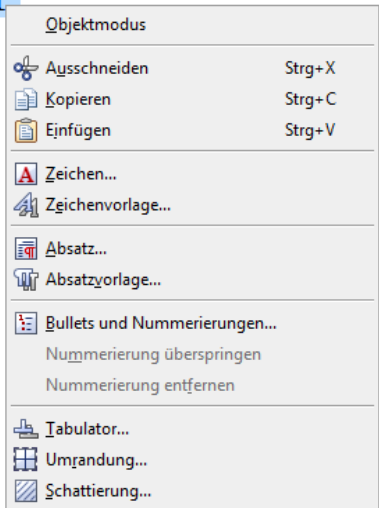 Objektmodus
Ausschneiden Strg+X
Kopieren Strg+C
Einfügen Strg+V
Zeichen...
Zeichenvorlage...
Absatz...
Absatzvorlage...
Bullets und Nummerierungen...
Nummerierung überspringen
Nummerierung entfernen
Tabulator...
Umrandung...
Schattierung...